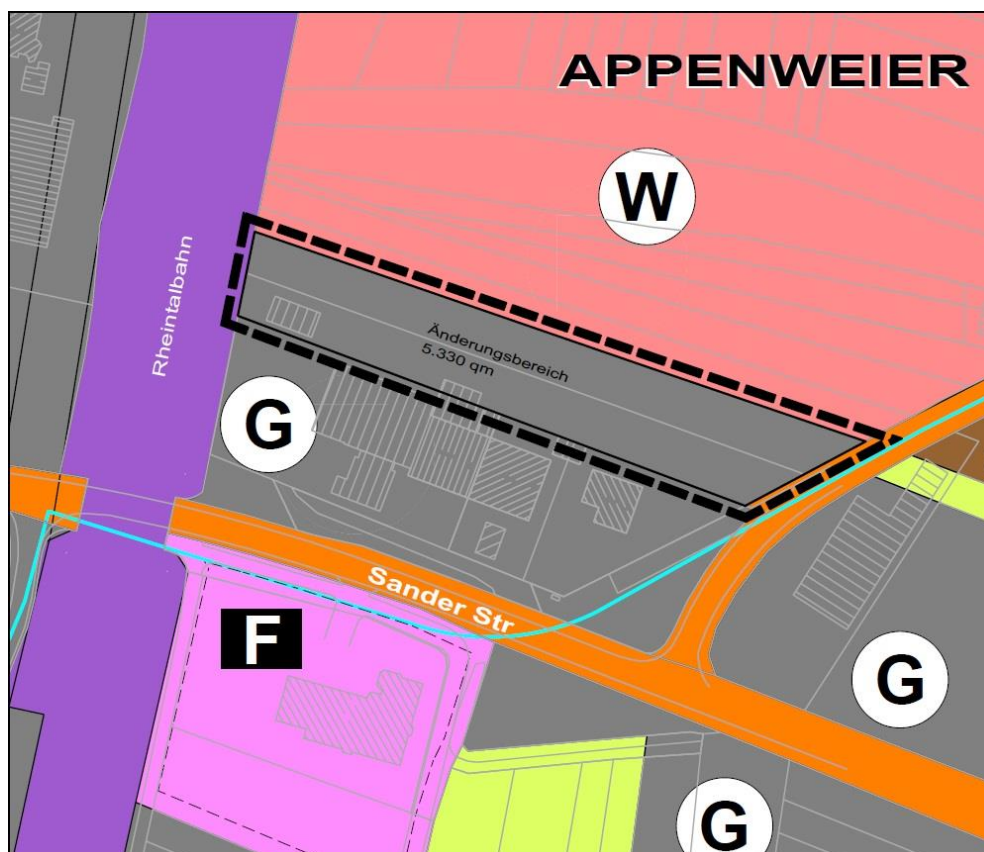 APPENWEIER
W
Rheintalbahn
Änderungsbereich
5.330 qm
G
Sander Str
F
G
G